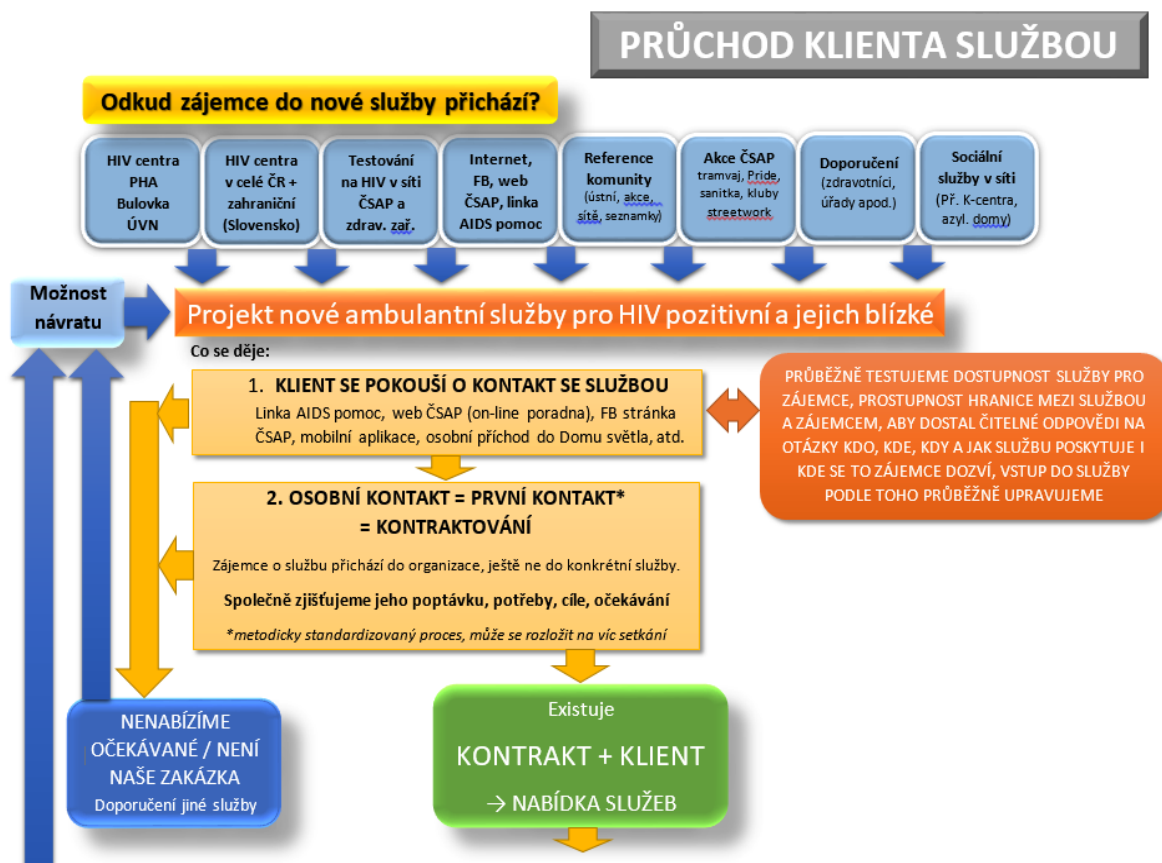 PRŮCHOD KLIENTA SLUŽBOU
Odkud zájemce do nové služby přichází?
HIV centra
PHA
Bulovka
ÚVN
HIV centra
v celé ČR +
zahraniční
(Slovensko)
Testování
na HIV v síti
ČSAP a
zdrav. zař.
Internet,
FB, web
ČSAP, linka
AIDS pomoc
Reference
komunity
(ústní, akce,
sítě, seznamky)
Akce ČSAP
tramvaj, Pride,
sanitka, kluby
streetwork
Doporučení
(zdravotníci,
úřady apod.)
Sociální
služby v síti
(Př. K-centra,
azyl. domy)
Možnost
návratu
Projekt nové ambulantní služby pro HIV pozitivní a jejich blízké
Co se děje:
1. KLIENT SE POKOUŠÍ O KONTAKT SE SLUŽBOU
Linka AIDS pomoc, web ČSAP (on-line poradna), FB stránka
ČSAP, mobilní aplikace, osobní příchod do Domu světla, atd.
PRŮBĚŽNĚ TESTUJEME DOSTUPNOST SLUŽBY PRO
ZÁJEMCE, PROSTUPNOST HRANICE MEZI SLUŽBOU
A ZÁJEMCEM, ABY DOSTAL ČITELNÉ ODPOVĚDI NA
OTÁZKY KDO, KDE, KDY A JAK SLUŽBU POSKYTUJE I
KDE SE TO ZÁJEMCE DOZVÍ, VSTUP DO SLUŽBY
PODLE TOHO PRŮBĚŽNĚ UPRAVUJEME
2. OSOBNÍ KONTAKT = PRVNÍ KONTAKT*
= KONTRAKTOVÁNÍ
Zájemce o službu přichází do organizace, ještě ne do konkrétní služby.
Společně zjišťujeme jeho poptávku, potřeby, cíle, očekávání
*metodicky standardizovaný proces, může se rozložit na víc setkání
NENABÍZÍME
OČEKÁVANÉ / NENÍ
NAŠE ZAKÁZKA
Doporučení jiné služby
Existuje
KONTRAKT + KLIENT
→ NABÍDKA SLUŽEB